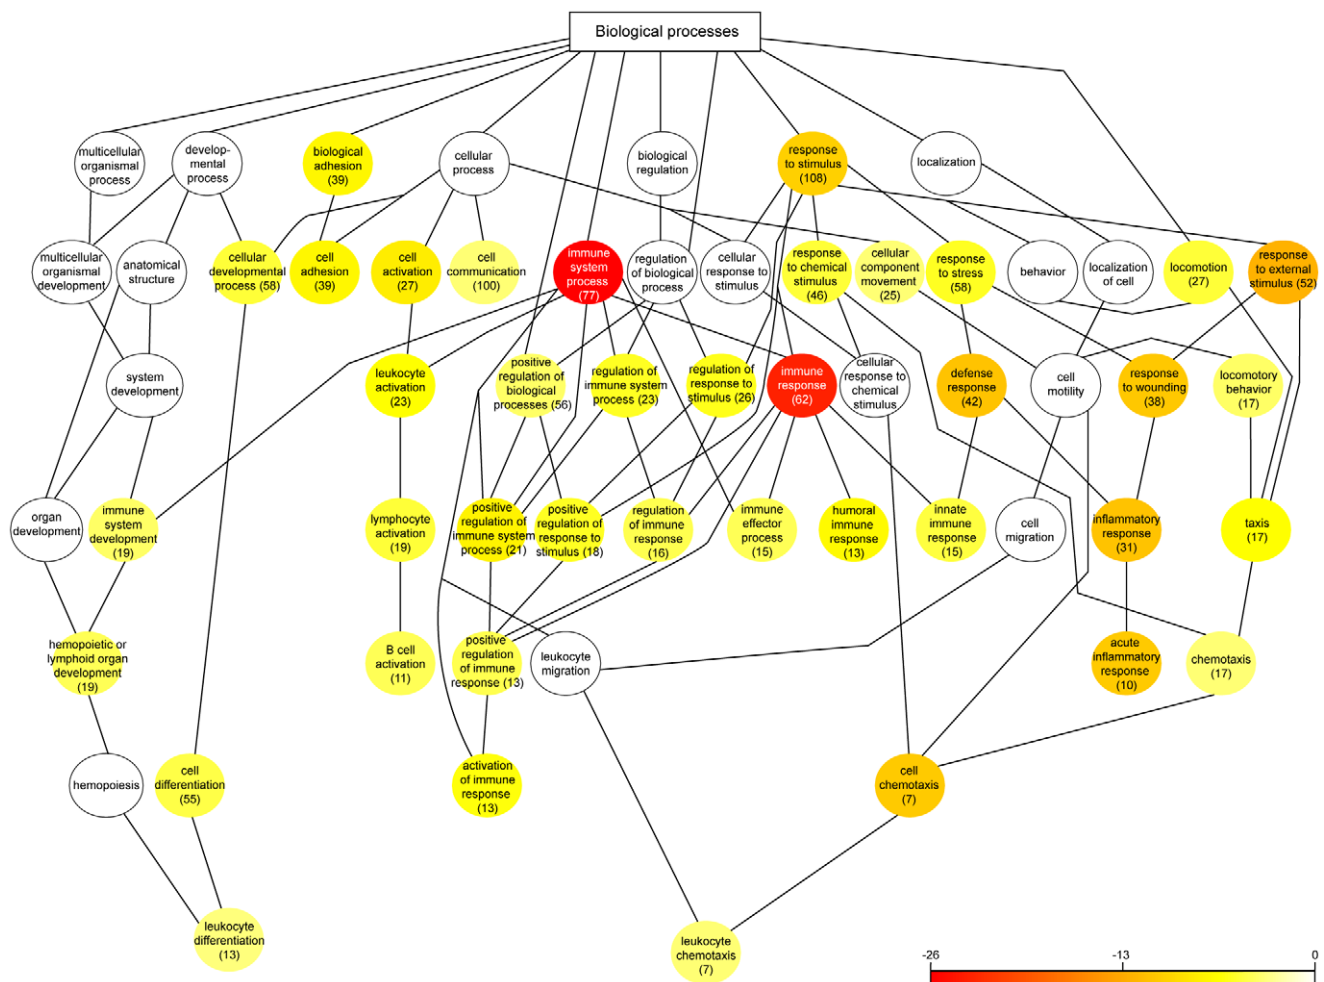 Biological processes
multicellular
organismal
process
develop-
mental
process
biological
adhesion
(39)
cellular
process
biological
regulation
response
to stimulus
(108)
localization
multicellular
organismal
development
anatomical
structure
cellular
developmental
process (58)
cell
adhesion
(39)
cell
activation
(27)
cell
communication
(100)
immune
system
process
(77)
regulation
of biological
process
cellular
response to
stimulus
response
to chemical
stimulus
(46)
cellular
component
movement
(25)
response
to stress
(58)
behavior
localization
of cell
locomotion
(27)
response
to external
stimulus (52)
system
development
leukocyte
activation
(23)
positive
regulation of
biological
processes (56)
regulation of
immune system
process (23)
regulation of
response to
stimulus (26)
immune
response
(62)
cellular
response to
chemical
stimulus
defense
response
(42)
cell
motility
response
to wounding
(38)
locomotory
behavior
(17)
organ
development
immune
system
development
(19)
lymphocyte
activation
(19)
positive
regulation of
immune system
process (21)
positive
regulation of
response to
stimulus (18)
regulation
of immune
response
(16)
immune
effector
process
(15)
humoral
immune
response
(13)
innate
immune
response
(15)
cell
migration
inflammatory
response
(31)
taxis
(17)
hemopoietic or
lymphoid organ
development
(19)
B cell
activation
(11)
positive
regulation
of immune
response (13)
leukocyte
migration
acute
inflammatory
response
(10)
chemotaxis
(17)
hemopoiesis
cell
differentiation
(55)
activation
of immune
response
(13)
cell
chemotaxis
(7)
leukocyte
differentiation
(13)
leukocyte
chemotaxis
(7)
-26 -13 0